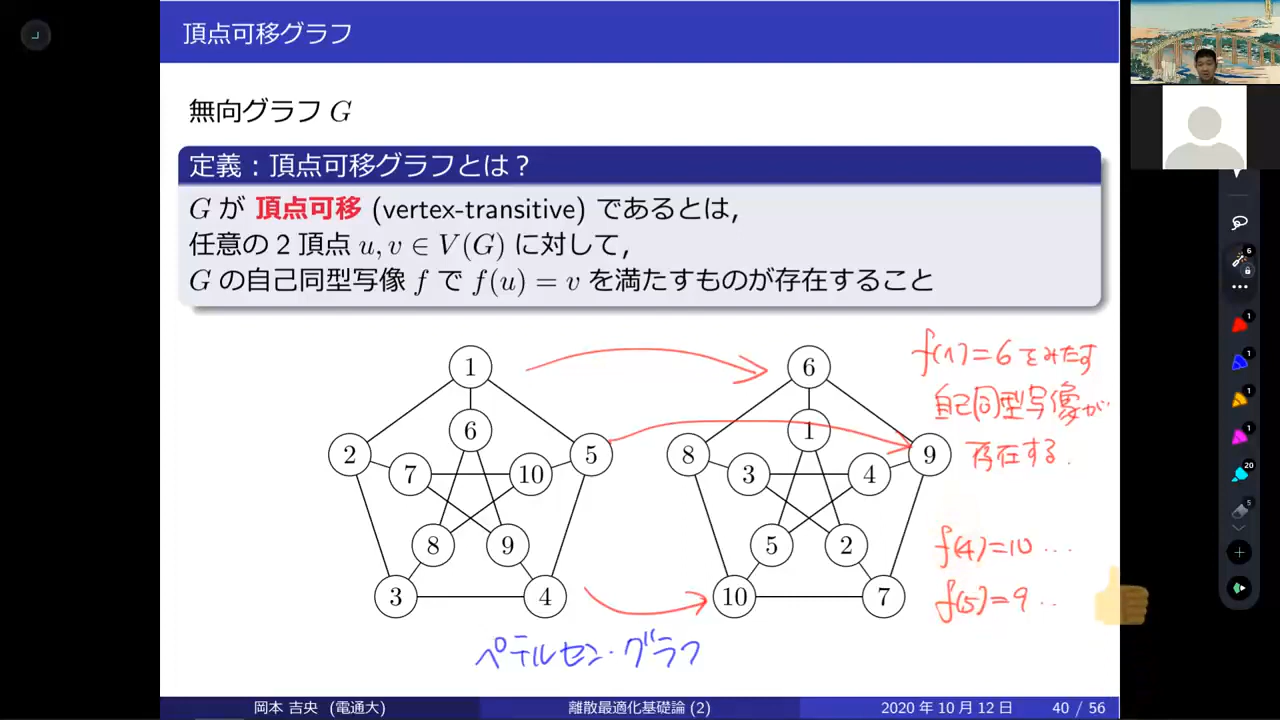 頂点可移グラフ
無向グラフ G
定義：頂点可移グラフとは？
G が 頂点可移 (vertex-transitive) であるとは,
任意の 2 頂点 u, v ∈ V(G) に対して,
G の自己同型写像 f で f(u) = v を満たすものが存在すること
1
6
2
7
10
5
8
9
3
4
6
1
8
3
4
9
5
2
10
7
f(1)=6 をみたす
自己同型写像が
存在する.
f(4)=10 ...
f(5)=9 ..
ペテルセン・グラフ
岡本 吉央 (電通大)
離散最適化基礎論 (2)
2020 年 10 月 12 日
40 / 56
6
1
1
1
1
20
5